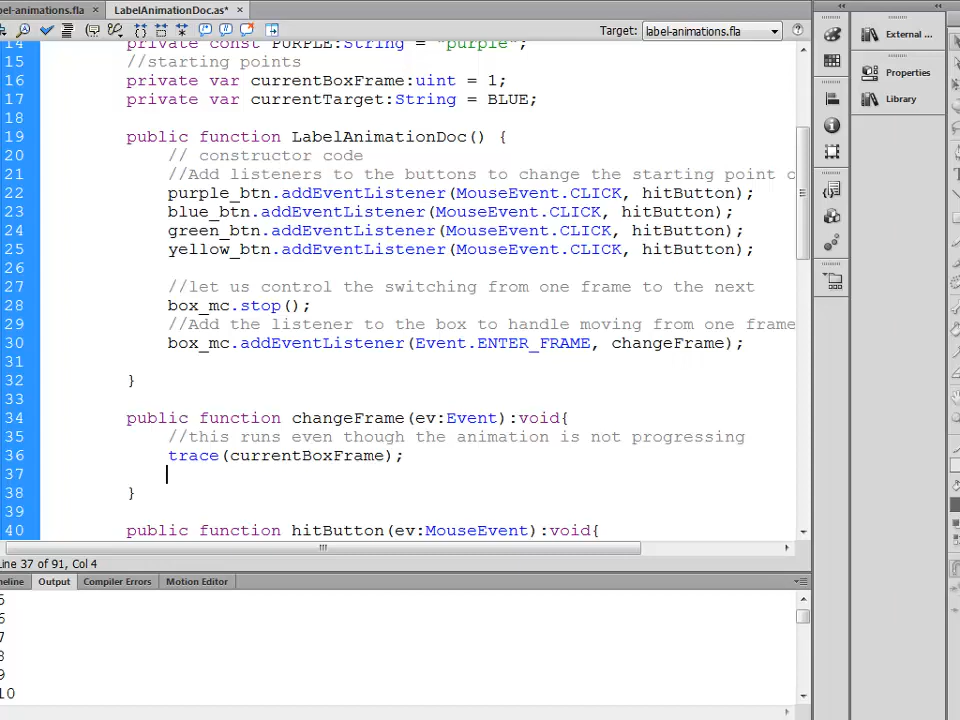 el-animations.fla ×
LabelAnimationDoc.as* ×
Target: label-animations.fla
14 private const PURPLE:String = "purple";
15 //starting points
16 private var currentBoxFrame:uint = 1;
17 private var currentTarget:String = BLUE;
18
19 public function LabelAnimationDoc() {
20 // constructor code
21 //Add listeners to the buttons to change the starting point o
22 purple_btn.addEventListener(MouseEvent.CLICK, hitButton);
23 blue_btn.addEventListener(MouseEvent.CLICK, hitButton);
24 green_btn.addEventListener(MouseEvent.CLICK, hitButton);
25 yellow_btn.addEventListener(MouseEvent.CLICK, hitButton);
26
27 //let us control the switching from one frame to the next
28 box_mc.stop();
29 //Add the listener to the box to handle moving from one frame
30 box_mc.addEventListener(Event.ENTER_FRAME, changeFrame);
31
32 }
33
34 public function changeFrame(ev:Event):void{
35 //this runs even though the animation is not progressing
36 trace(currentBoxFrame);
37
38 }
39
40 public function hitButton(ev:MouseEvent):void{
Line 37 of 91, Col 4
meline Output Compiler Errors Motion Editor
5
6
7
8
9
10
External ...
Properties
Library